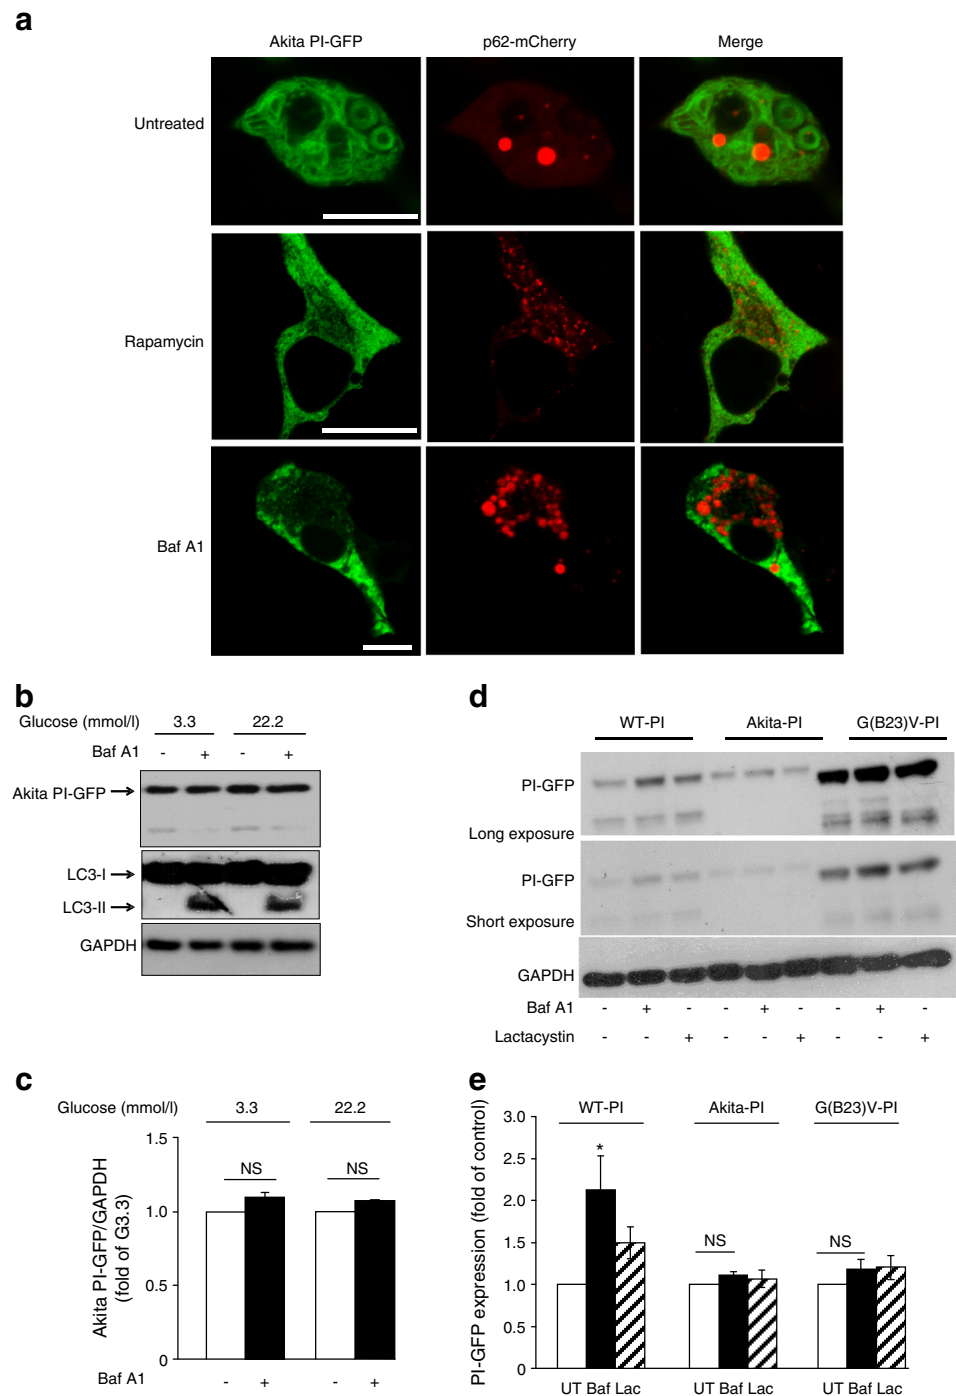 a
Akita PI-GFP p62-mCherry Merge
Untreated
Rapamycin
Baf A1
b
Glucose (mmol/l) 3.3 22.2
Baf A1 - + - +
Akita PI-GFP
LC3-I
LC3-II
GAPDH
c
Glucose (mmol/l) 3.3 22.2
Akita PI-GFP/GAPDH
(fold of G3.3)
1.5
1.0
0.5
0
NS NS
Baf A1 - + - +
d
WT-PI Akita-PI G(B23)V-PI
PI-GFP
Long exposure
PI-GFP
Short exposure
GAPDH
Baf A1 - + - - + - - + -
Lactacystin - - + - - + - - +
e
WT-PI Akita-PI G(B23)V-PI
PI-GFP expression (fold of control)
3.0
2.5
2.0
1.5
1.0
0.5
0
*
NS NS
UT Baf Lac UT Baf Lac UT Baf Lac